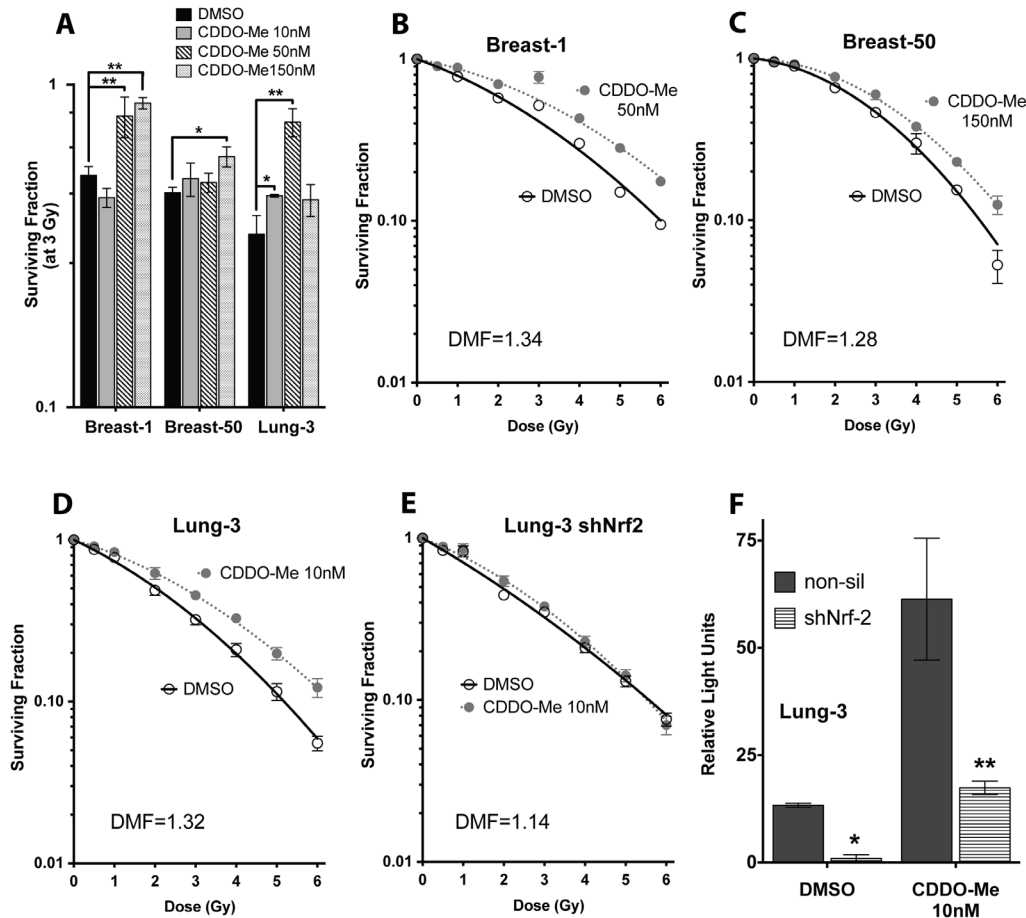 A
DMSO
CDDO-Me 10nM
CDDO-Me 50nM
CDDO-Me150nM
**
**
*
**
*
1
0.1
Surviving Fraction
(at 3 Gy)
Breast-1 Breast-50 Lung-3
B
Breast-1
CDDO-Me
50nM
DMSO
DMF=1.34
1
0.10
0.01
Surviving Fraction
0 1 2 3 4 5 6
Dose (Gy)
C
Breast-50
CDDO-Me
150nM
DMSO
DMF=1.28
1
0.10
0.01
Surviving Fraction
0 1 2 3 4 5 6
Dose (Gy)
D
Lung-3
CDDO-Me 10nM
DMSO
DMF=1.32
1
0.10
0.01
Surviving Fraction
0 1 2 3 4 5 6
Dose (Gy)
E
Lung-3 shNrf2
DMSO
CDDO-Me 10nM
DMF=1.14
1
0.10
0.01
Surviving Fraction
0 1 2 3 4 5 6
Dose (Gy)
F
non-sil
shNrf-2
Lung-3
75
50
25
0
Relative Light Units
*
**
DMSO CDDO-Me
10nM